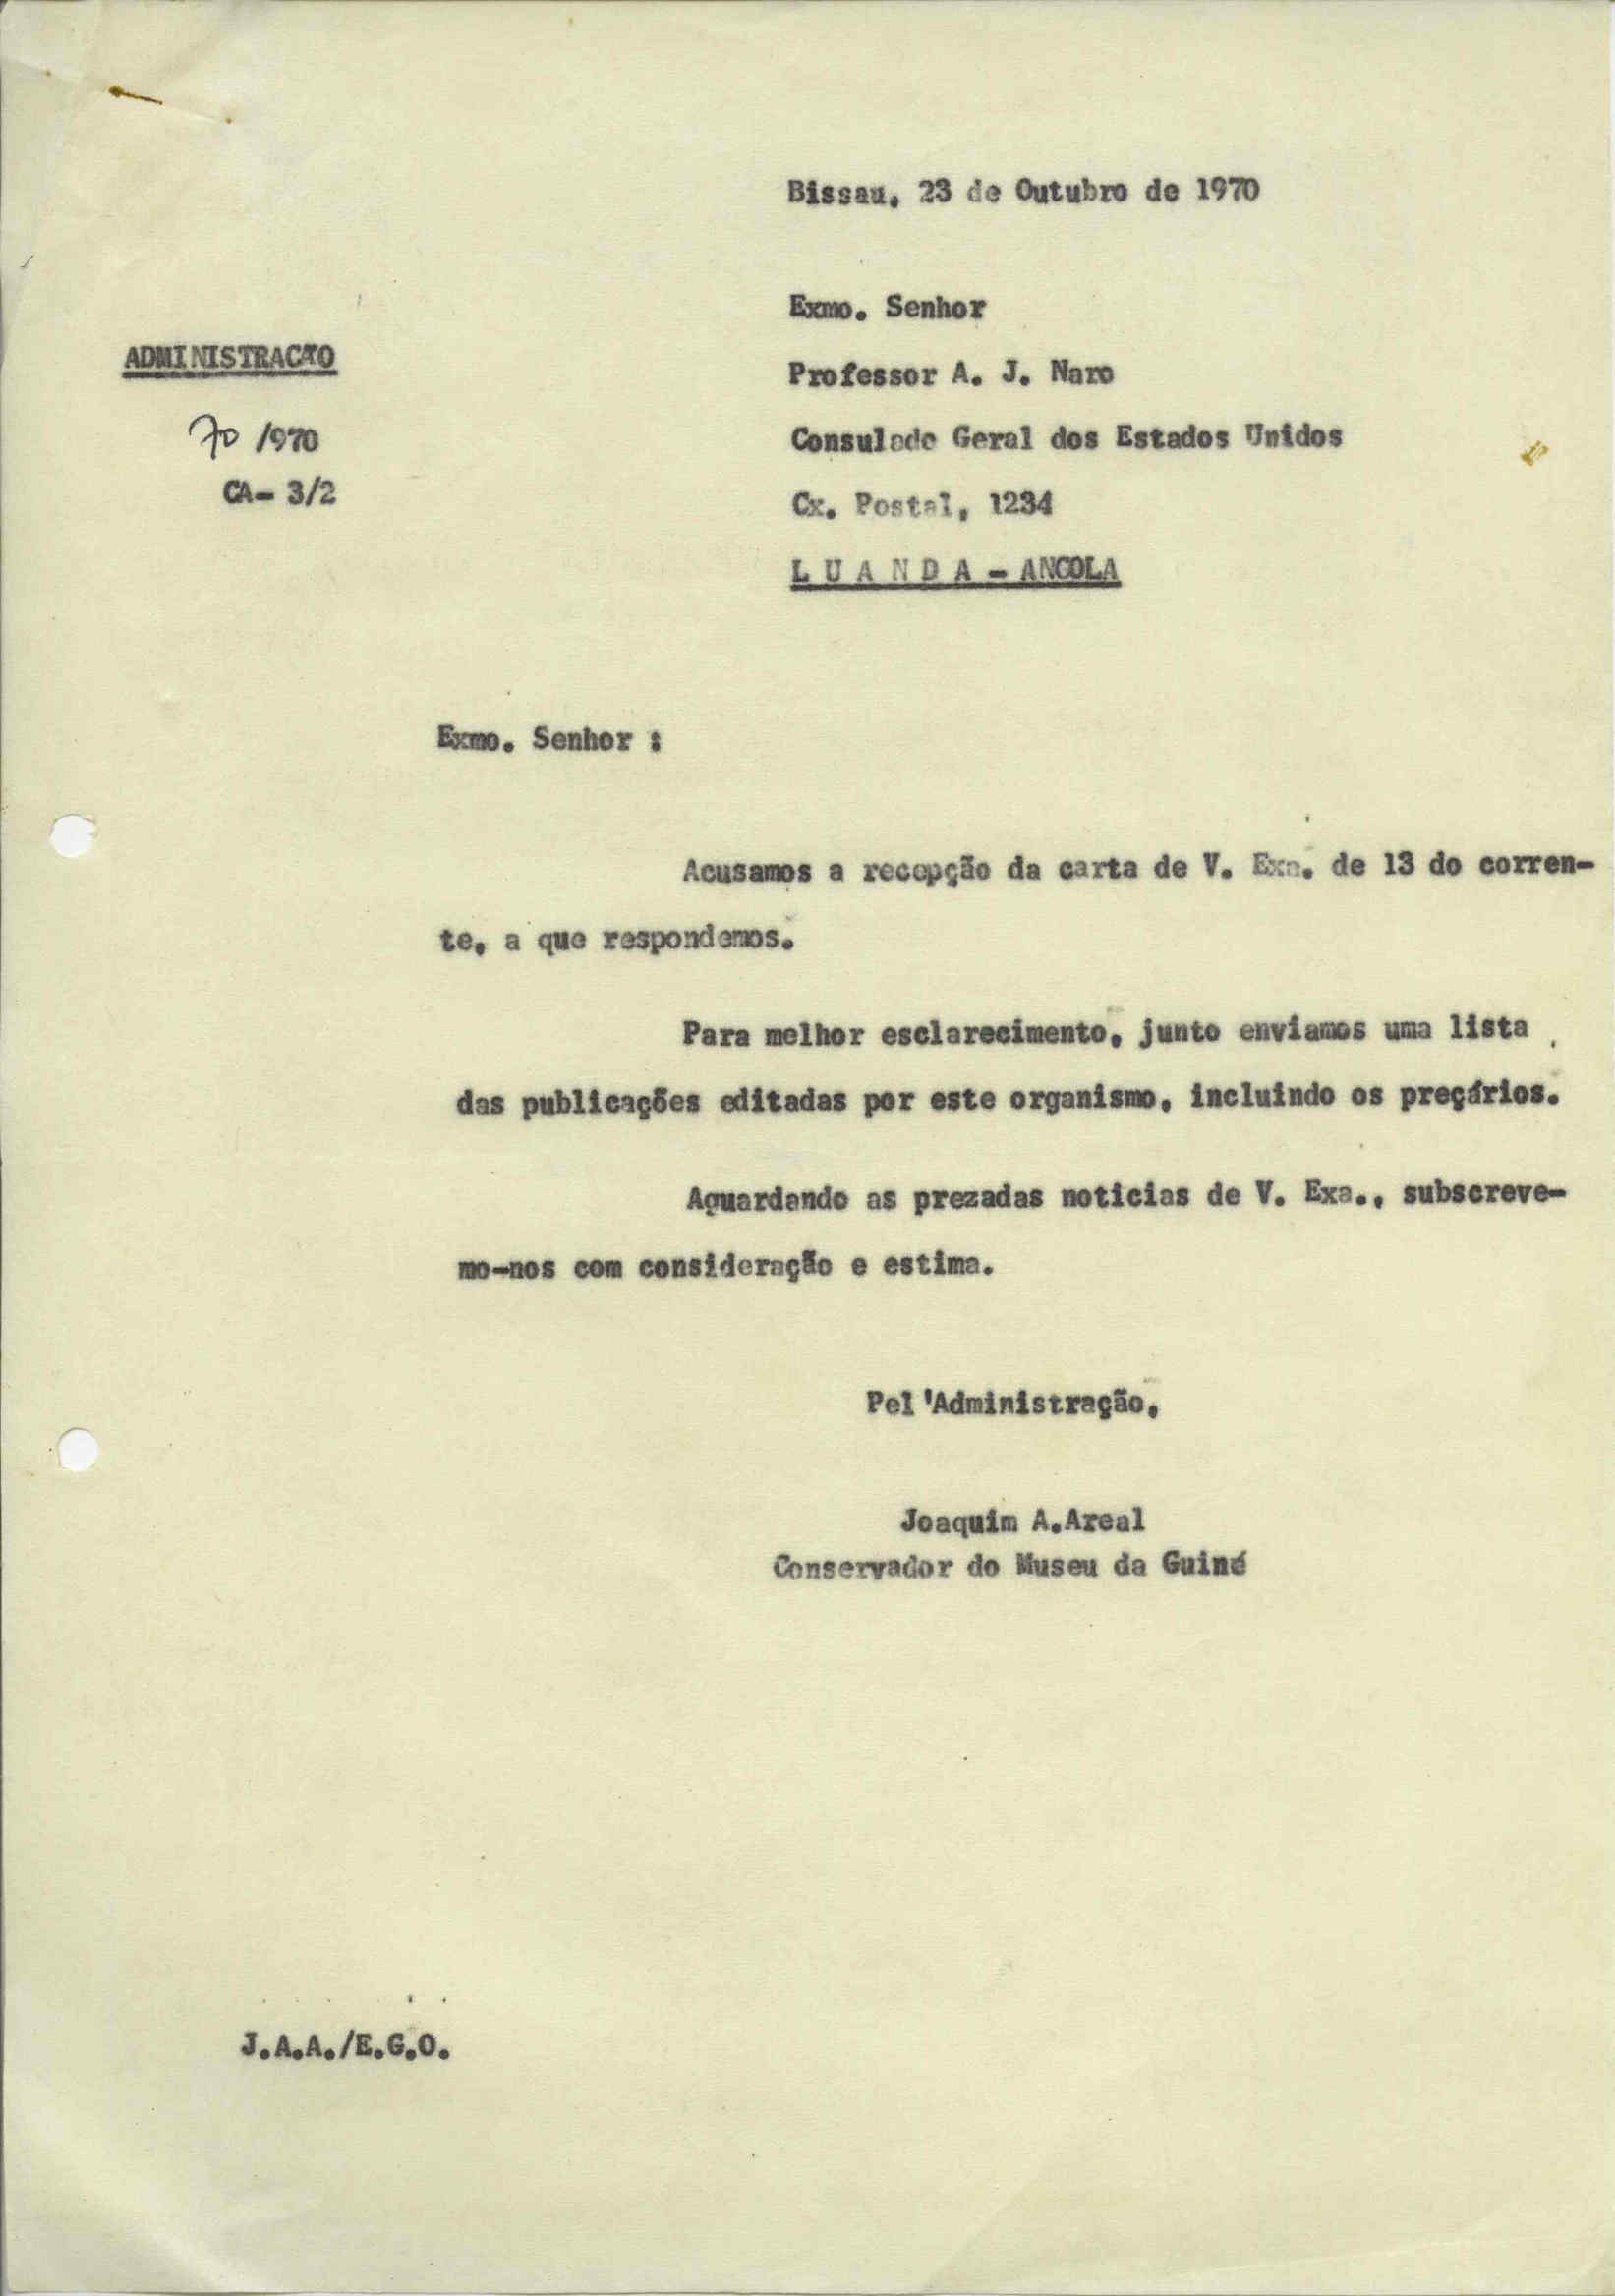 Bissau, 23 de Outubro de 1970
Exmo. Senhor
ADMINISTRACAO
Professor A. J. Naro
70 /970
Consulado Geral dos Estados Unidos
CA- 3/2
Cx. Postal, 1234
L U A N D A - ANGOLA
Exmo. Senhor :
Acusamos a recepção da carta de V. Exa. de 13 do corren-
te, a que respondemos.
Para melhor esclarecimento, junto enviamos uma lista
das publicações editadas por este organismo, incluindo os preçários.
Aguardando as prezadas noticias de V. Exa., subscreve-
mo-nos com consideração e estima.
Pel'Administração,
Joaquim A.Areal
Conservador do Museu da Guiné
J.A.A./E.G.O.